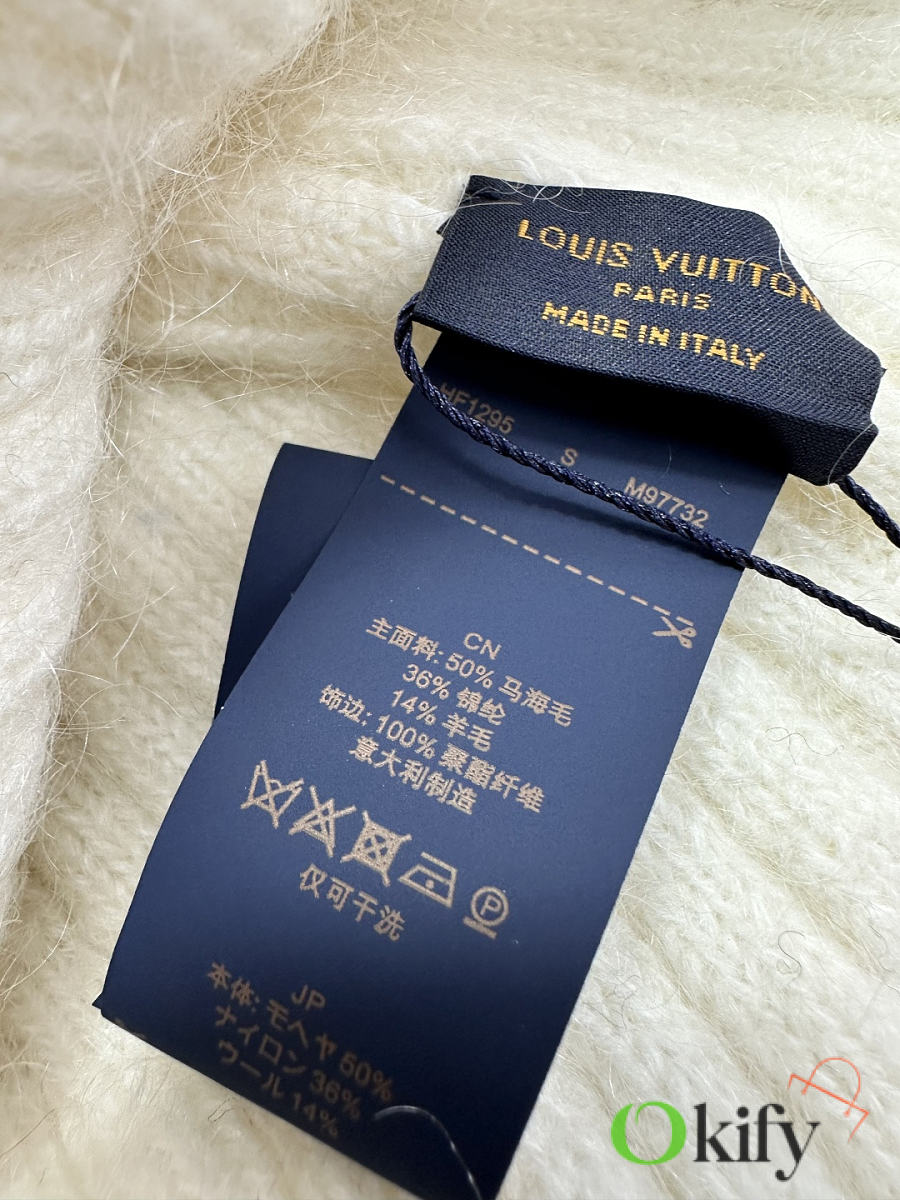 LOUIS VUITTON
PARIS
MADE IN ITALY
HF1295
S
M97732
CN
主面料: 50% 马海毛
36% 锦纶
14% 羊毛
饰边: 100% 聚酯纤维
意大利制造
P
仅可干洗
JP
本体: モヘヤ 50%
ナイロン 36%
ウール 14%
Okify